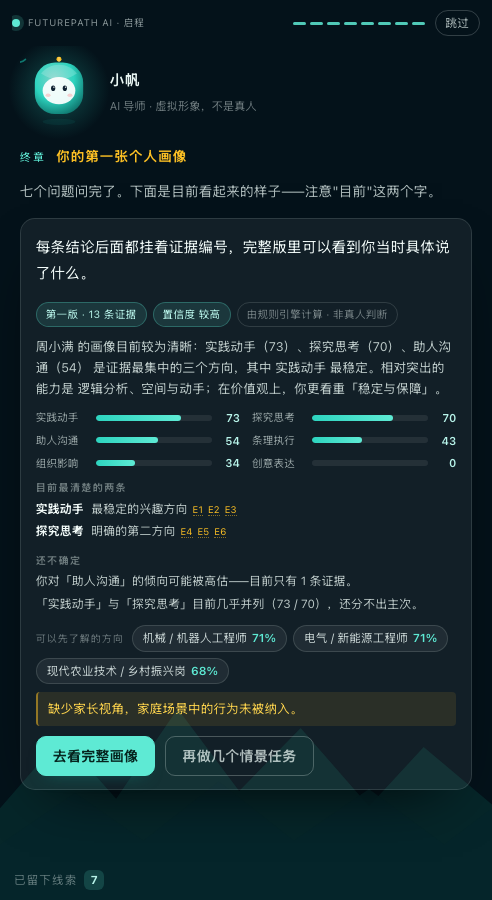 FUTUREPATH AI · 启程
跳过
小帆
AI 导师 · 虚拟形象，不是真人
终章 你的第一张个人画像
七个问题问完了。下面是目前看起来的样子——注意"目前"这两个字。
每条结论后面都挂着证据编号，完整版里可以看到你当时具体说
了什么。
第一版 · 13 条证据 置信度 较高 由规则引擎计算 · 非真人判断
周小满 的画像目前较为清晰：实践动手（73）、探究思考（70）、助人沟
通（54） 是证据最集中的三个方向，其中 实践动手 最稳定。相对突出的
能力是 逻辑分析、空间与动手；在价值观上，你更看重「稳定与保障」。
实践动手 73 探究思考 70
助人沟通 54 条理执行 43
组织影响 34 创意表达 0
目前最清楚的两条
实践动手 最稳定的兴趣方向 E1 E2 E3
探究思考 明确的第二方向 E4 E5 E6
还不确定
你对「助人沟通」的倾向可能被高估——目前只有 1 条证据。
「实践动手」与「探究思考」目前几乎并列（73 / 70），还分不出主次。
可以先了解的方向 机械 / 机器人工程师 71% 电气 / 新能源工程师 71%
现代农业技术 / 乡村振兴岗 68%
缺少家长视角，家庭场景中的行为未被纳入。
去看完整画像 再做几个情景任务
已留下线索 7